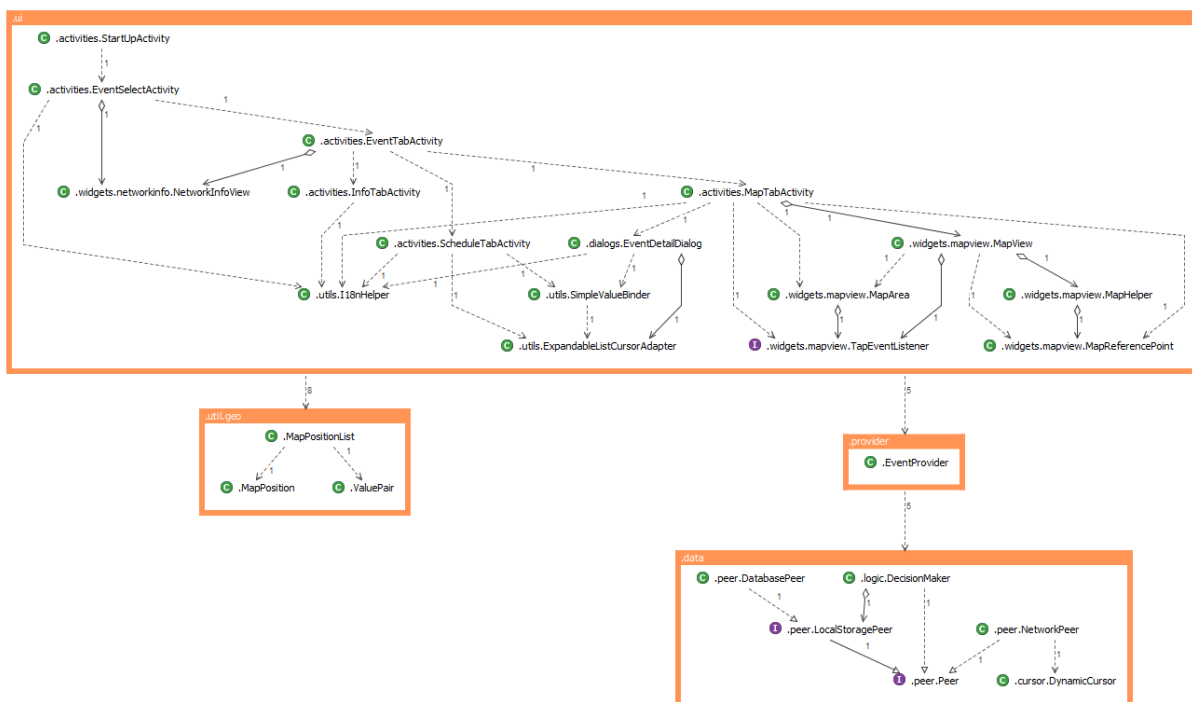 .ui
C .activities.StartUpActivity
1
C .activities.EventSelectActivity
1
1 1 1
C .activities.EventTabActivity
1 1 1 1
C .widgets.networkinfo.NetworkInfoView
C .activities.InfoTabActivity
C .activities.MapTabActivity
1 1 1 1 1 1 1
C .activities.ScheduleTabActivity
C .dialogs.EventDetailDialog
C .widgets.mapview.MapView
1 1 1 1 1 1
C .utils.I18nHelper
C .utils.SimpleValueBinder
C .widgets.mapview.MapArea
C .widgets.mapview.MapHelper
1 1 1 1 1 1 1 1 1 1
C .utils.ExpandableListCursorAdapter
I .widgets.mapview.TapEventListener
C .widgets.mapview.MapReferencePoint
8 5
.util.geo
C .MapPositionList
1 1
C .MapPosition
C .ValuePair
.provider
C .EventProvider
5
.data
C .peer.DatabasePeer
C .logic.DecisionMaker
1 1 1
I .peer.LocalStoragePeer
C .peer.NetworkPeer
1 1 1
I .peer.Peer
C .cursor.DynamicCursor